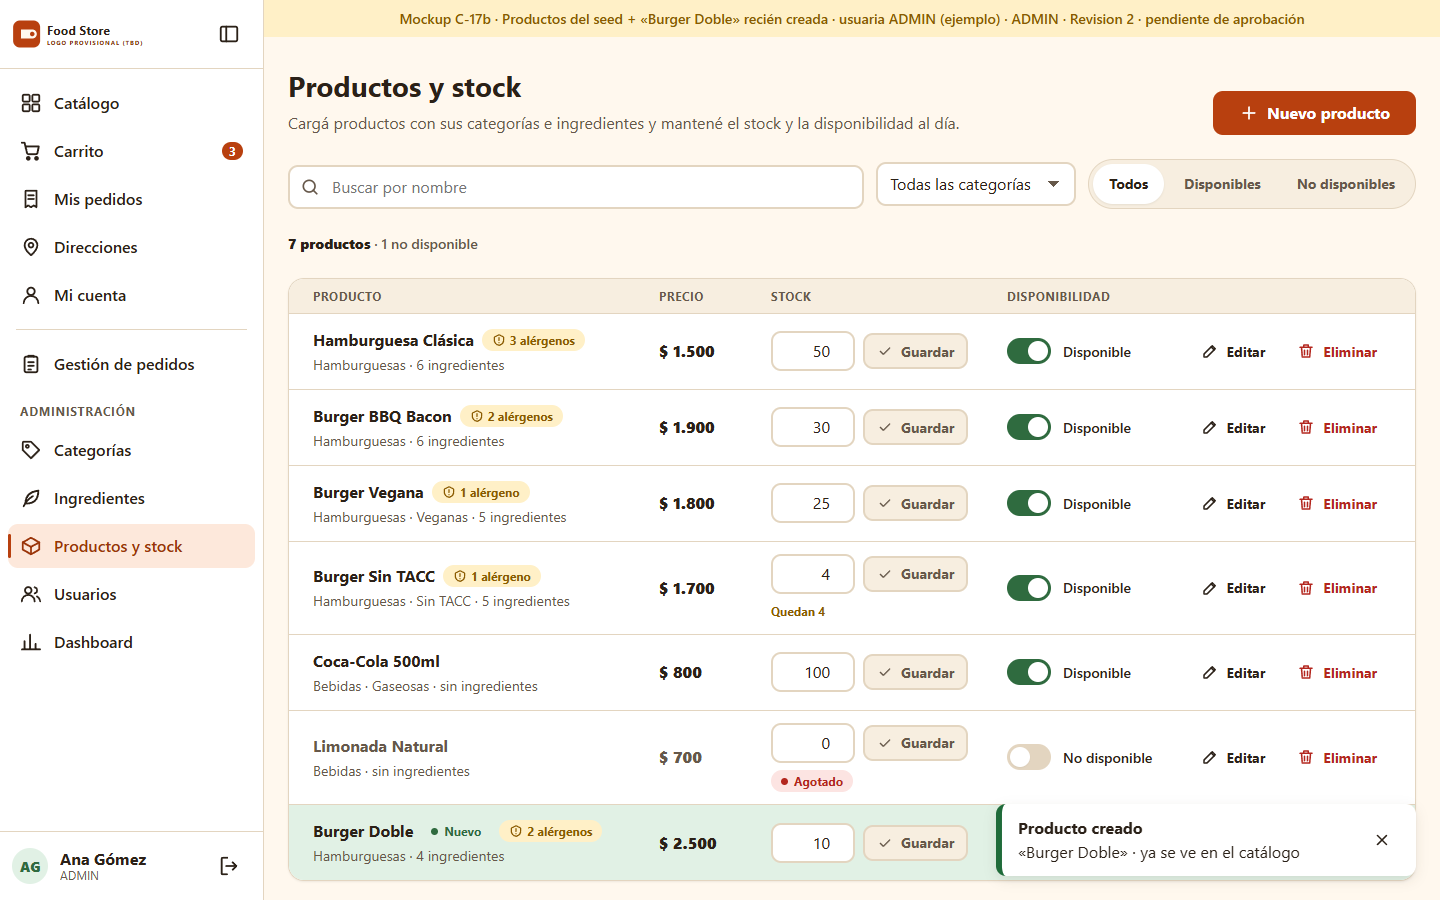 Food Store
LOGO PROVISIONAL (TBD)
Mockup C-17b · Productos del seed + «Burger Doble» recién creada · usuaria ADMIN (ejemplo) · ADMIN · Revision 2 · pendiente de aprobación
Catálogo
Carrito 3
Mis pedidos
Direcciones
Mi cuenta
Gestión de pedidos
ADMINISTRACIÓN
Categorías
Ingredientes
Productos y stock
Usuarios
Dashboard
AG Ana Gómez
ADMIN
Productos y stock
Cargá productos con sus categorías e ingredientes y mantené el stock y la disponibilidad al día.
Nuevo producto
Buscar por nombre Todas las categorías Todos Disponibles No disponibles
7 productos · 1 no disponible
PRODUCTO PRECIO STOCK DISPONIBILIDAD
Hamburguesa Clásica 3 alérgenos
Hamburguesas · 6 ingredientes
$ 1.500 50 Guardar Disponible Editar Eliminar
Burger BBQ Bacon 2 alérgenos
Hamburguesas · 6 ingredientes
$ 1.900 30 Guardar Disponible Editar Eliminar
Burger Vegana 1 alérgeno
Hamburguesas · Veganas · 5 ingredientes
$ 1.800 25 Guardar Disponible Editar Eliminar
Burger Sin TACC 1 alérgeno
Hamburguesas · Sin TACC · 5 ingredientes
$ 1.700 4 Guardar Disponible Editar Eliminar
Quedan 4
Coca-Cola 500ml
Bebidas · Gaseosas · sin ingredientes
$ 800 100 Guardar Disponible Editar Eliminar
Limonada Natural
Bebidas · sin ingredientes
$ 700 0 Guardar No disponible Editar Eliminar
Agotado
Burger Doble Nuevo 2 alérgenos
Hamburguesas · 4 ingredientes
$ 2.500 10 Guardar
Producto creado
«Burger Doble» · ya se ve en el catálogo